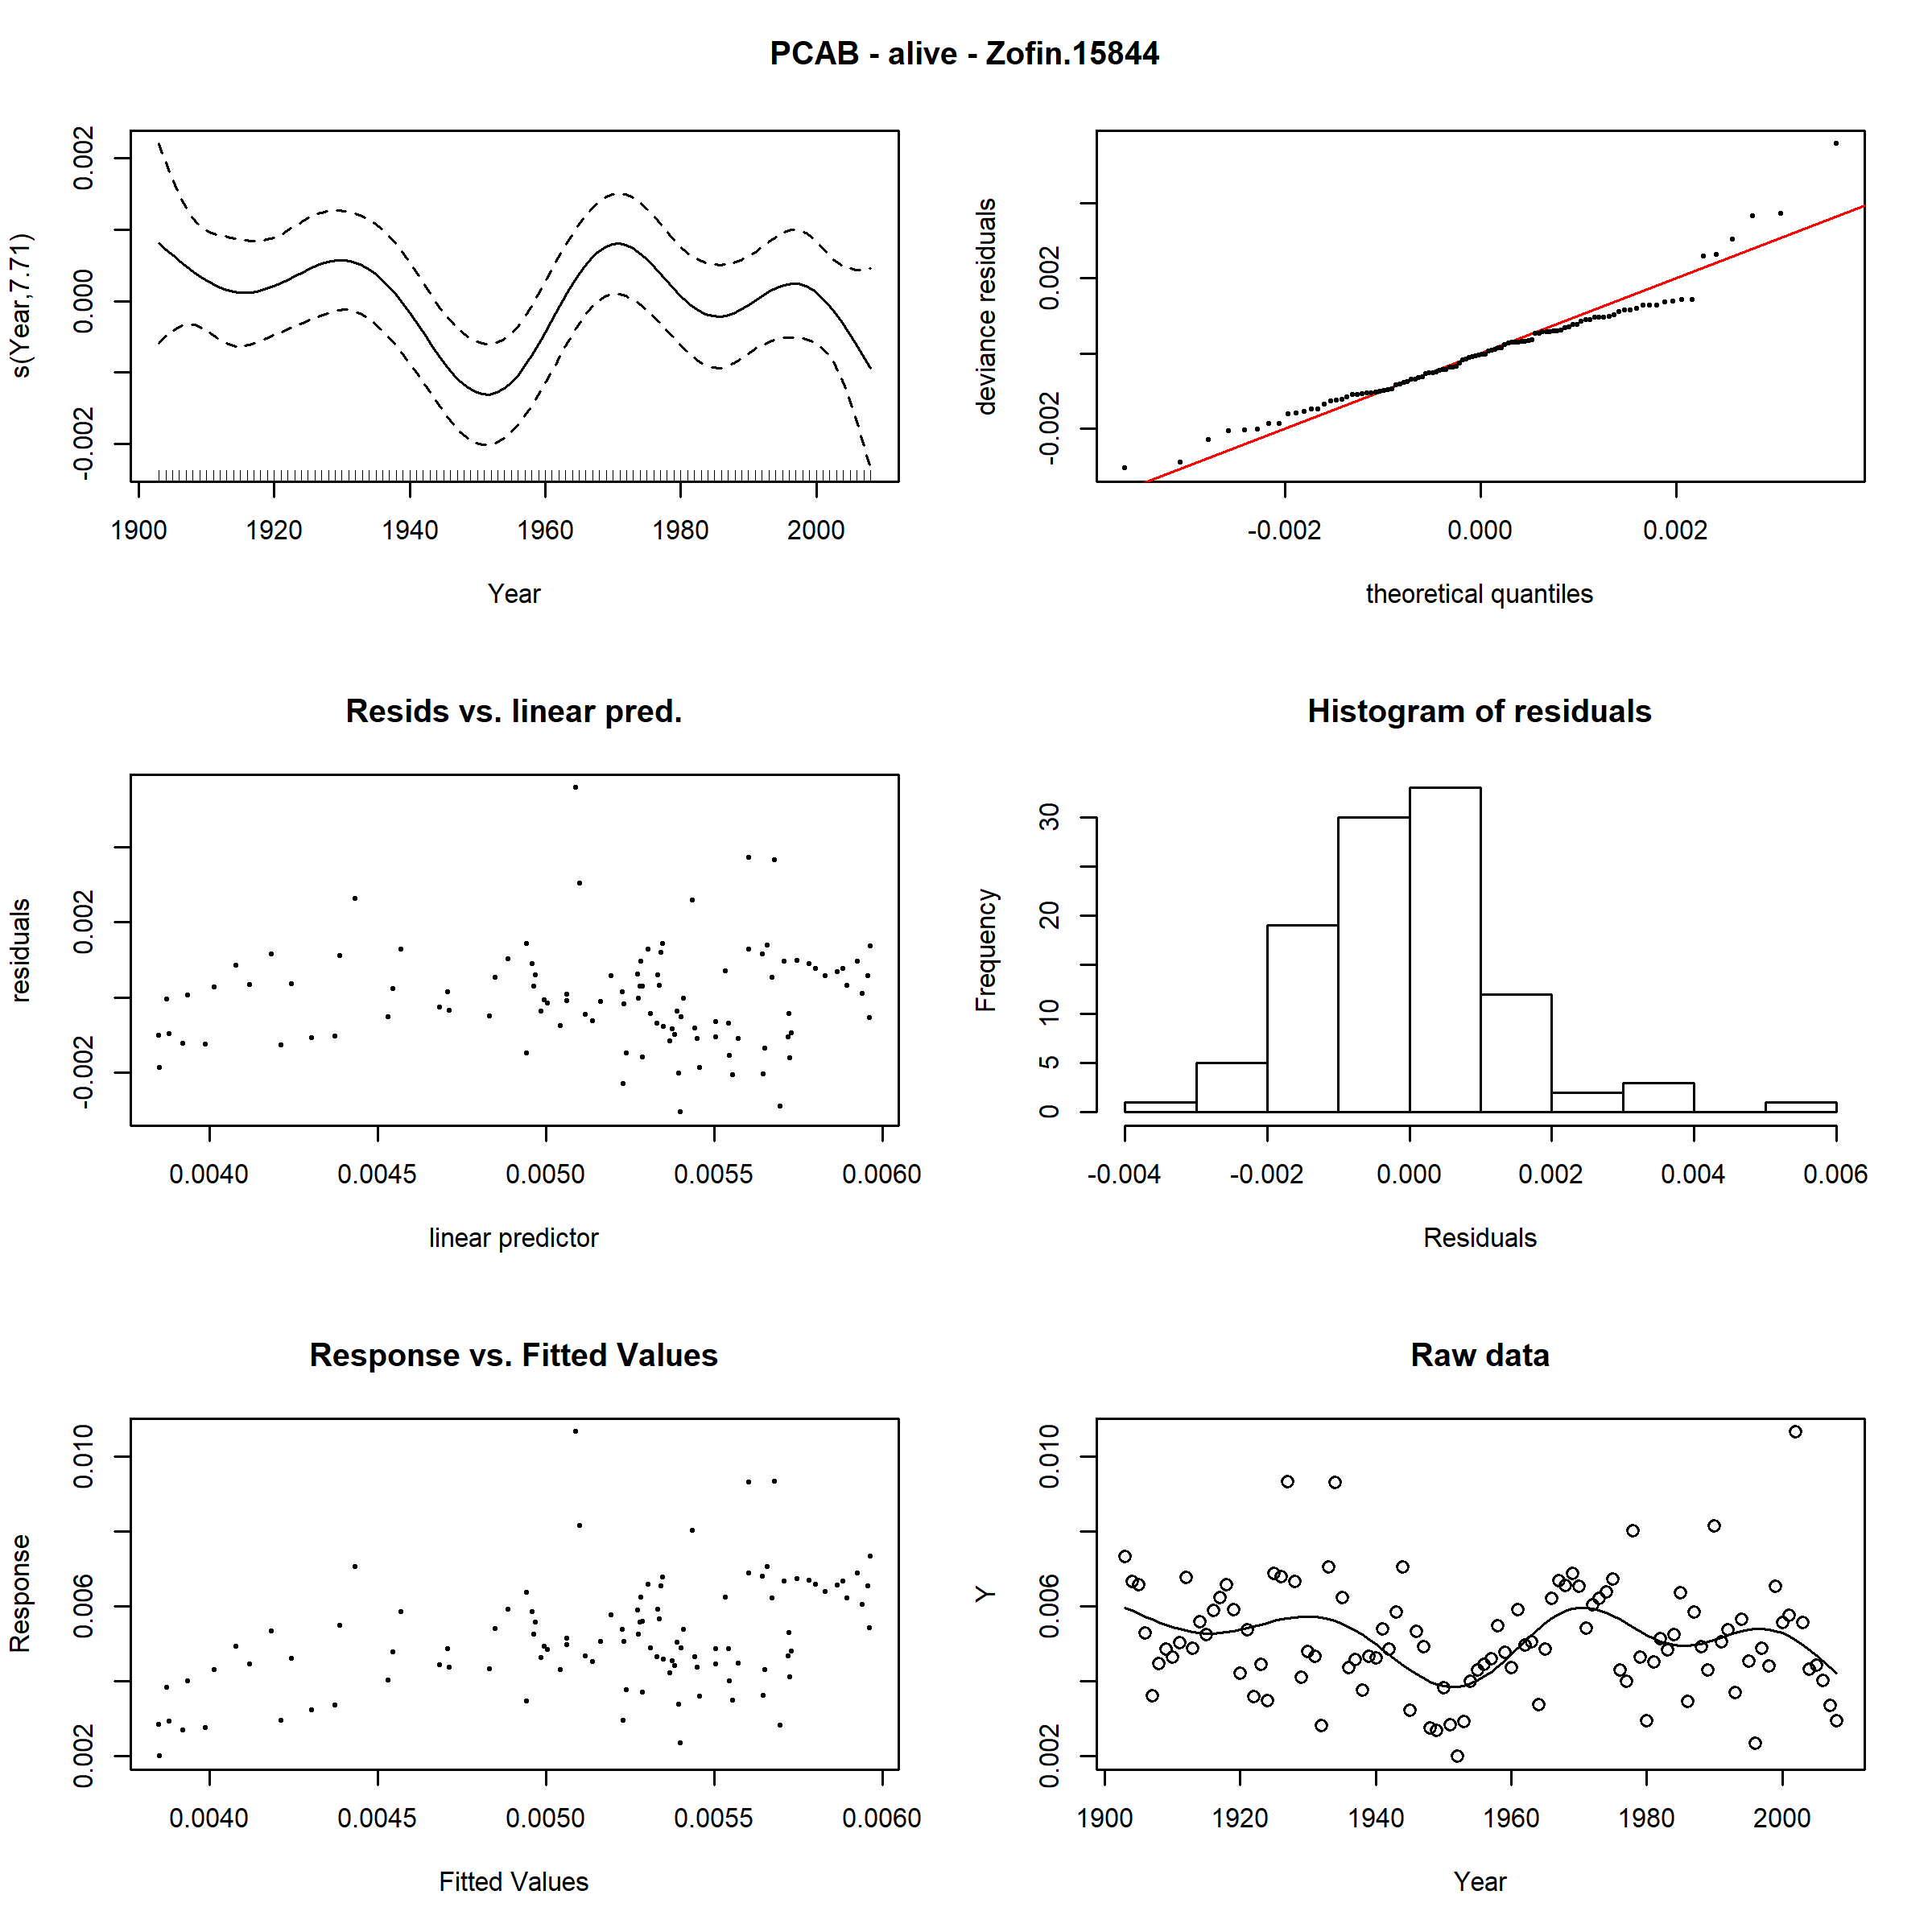 PCAB - alive - Zofin.15844
s(Year,7.71)
-0.002 0.000 0.002
1900 1920 1940 1960 1980 2000
Year
deviance residuals
-0.002 0.002
-0.002 0.000 0.002
theoretical quantiles
Resids vs. linear pred.
residuals
-0.002 0.002
0.0040 0.0045 0.0050 0.0055 0.0060
linear predictor
Histogram of residuals
Frequency
0 5 10 20 30
-0.004 -0.002 0.000 0.002 0.004 0.006
Residuals
Response vs. Fitted Values
Response
0.002 0.006 0.010
0.0040 0.0045 0.0050 0.0055 0.0060
Fitted Values
Raw data
Y
0.002 0.006 0.010
1900 1920 1940 1960 1980 2000
Year